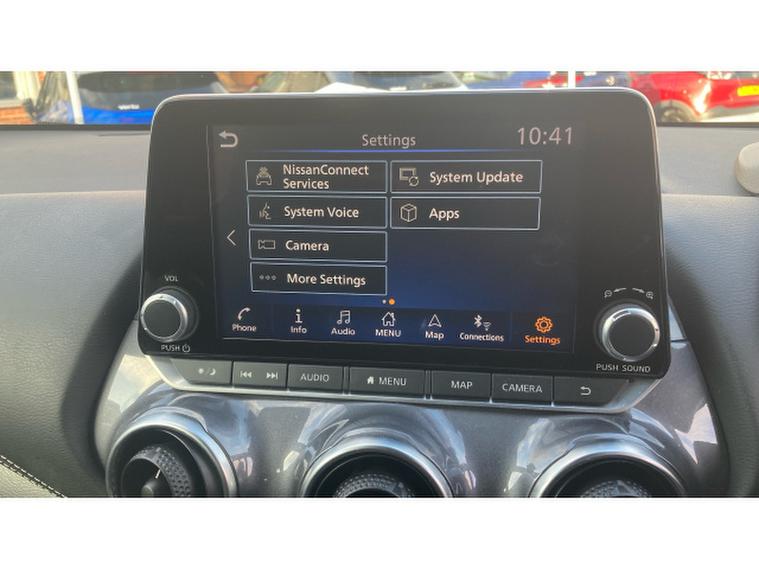 Settings
10:41
NissanConnect
Services
System Update
System Voice
Apps
Camera
More Settings
Phone
Info
Audio
MENU
Map
Connections
Settings
VOL
PUSH
PUSH SOUND
AUDIO
MENU
MAP
CAMERA